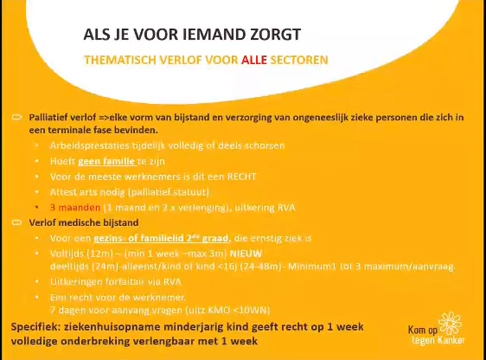 ALS JE VOOR IEMAND ZORGT
THEMATISCH VERLOF VOOR ALLE SECTOREN
Palliatief verlof =>elke vorm van bijstand en verzorging van ongeneeslijk zieke personen die zich in
een terminale fase bevinden.
• Arbeidsprestaties tijdelijk volledig of deels schorsen
• Hoeft geen familie te zijn
• Voor de meeste werknemers is dit een RECHT
• Attest arts nodig (palliatief statuut)
• 3 maanden (1 maand en 2 x verlenging), uitkering RVA
Verlof medische bijstand
• Voor een gezins- of familielid 2de graad, die ernstig ziek is
• Voltijds (12m) – (min 1 week –max 3m) NIEUW
deeltijds (24m)-alleenst/kind of kind <16j (24-48m)- Minimum1 tot 3 maximum/aanvraag.
• Uitkeringen forfaitair via RVA
• Een recht voor de werknemer.
7 dagen voor aanvang vragen (uitz KMO <10WN)
Specifiek: ziekenhuisopname minderjarig kind geeft recht op 1 week
volledige onderbreking verlengbaar met 1 week
Kom op
tegen Kanker